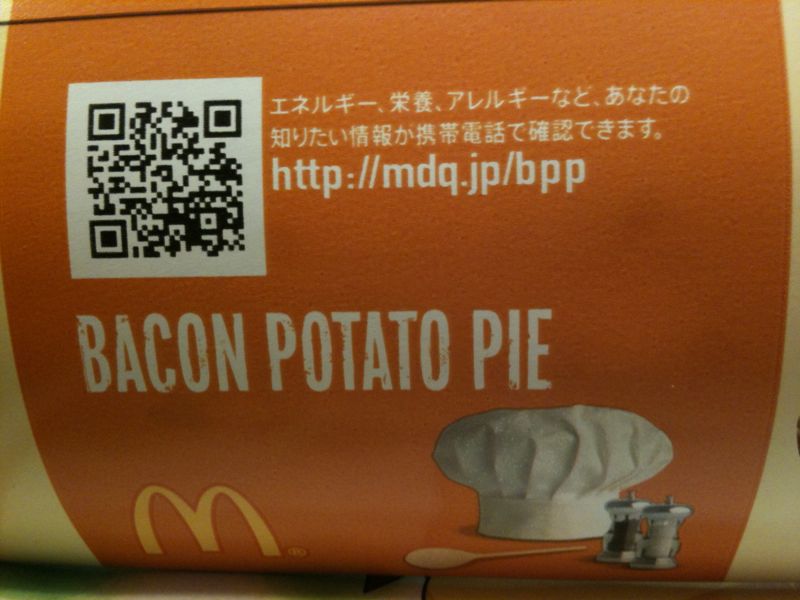 エネルギー、栄養、アレルギーなど、あなたの
知りたい情報が携帯電話で確認できます。
http://mdq.jp/bpp
BACON POTATO PIE
M®